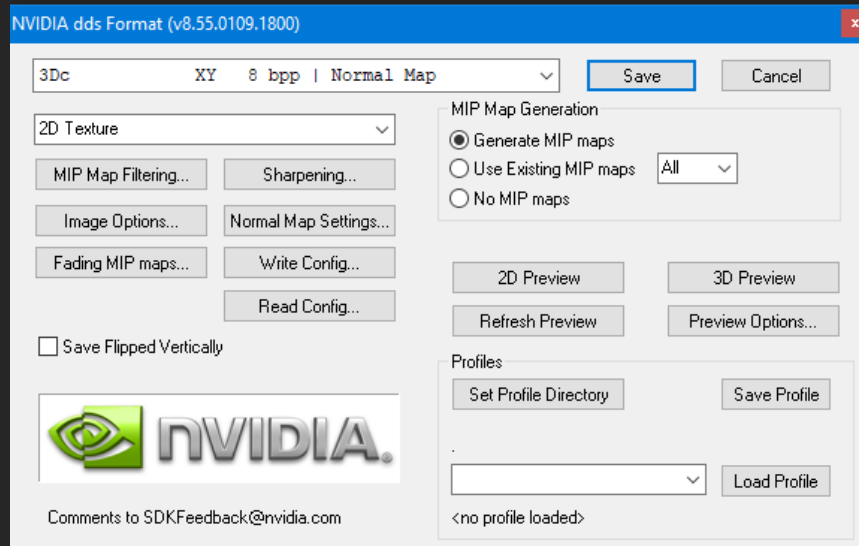 NVIDIA dds Format (v8.55.0109.1800)
x
3Dc XY 8 bpp | Normal Map
Save
Cancel
2D Texture
MIP Map Filtering...
Sharpening...
Image Options...
Normal Map Settings...
Fading MIP maps...
Write Config...
Read Config...
Save Flipped Vertically
MIP Map Generation
Generate MIP maps
Use Existing MIP maps
All
No MIP maps
2D Preview
3D Preview
Refresh Preview
Preview Options...
Profiles
Set Profile Directory
Save Profile
.
Load Profile
<no profile loaded>
nVIDIA.
Comments to SDKFeedback@nvidia.com